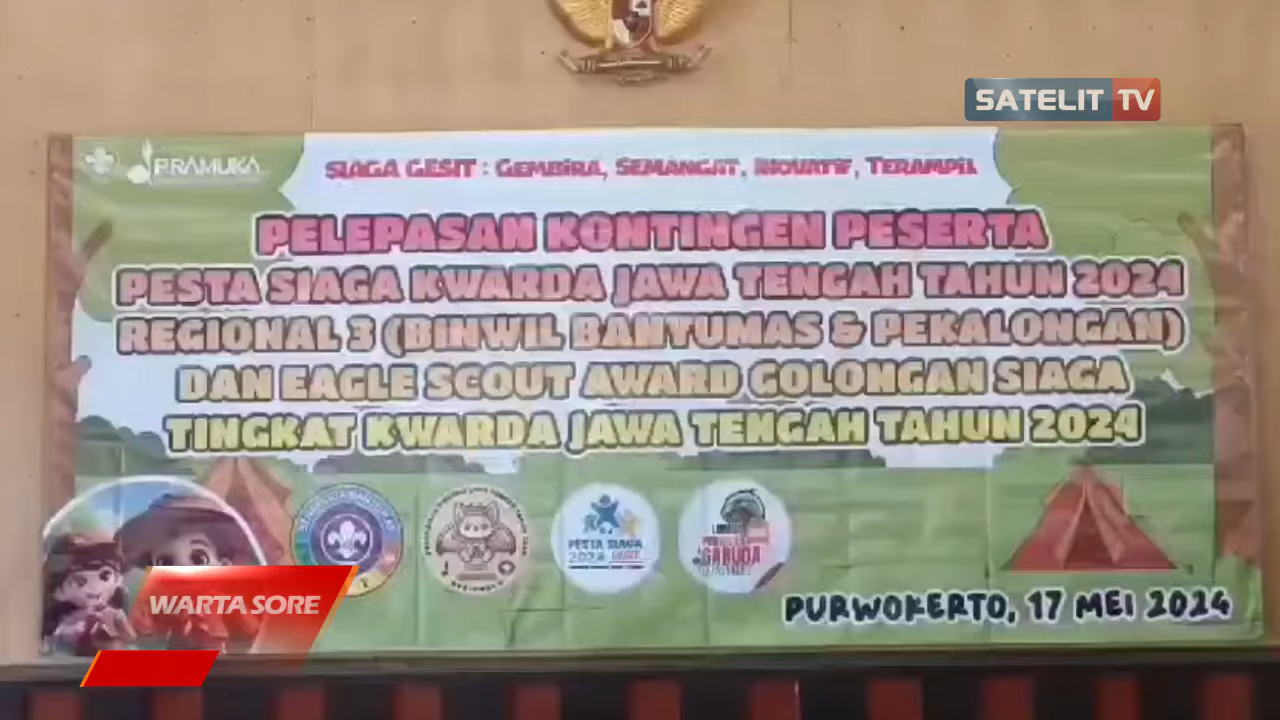 SATELIT TV
PRAMUKA
SIAGA GESIT : GEMBIRA, SEMANGAT, INOVATIF, TERAMPIL
PELEPASAN KONTINGEN PESERTA
PESTA SIAGA KWARDA JAWA TENGAH TAHUN 2024
REGIONAL 3 (BINWIL BANYUMAS & PEKALONGAN)
DAN EAGLE SCOUT AWARD GOLONGAN SIAGA
TINGKAT KWARDA JAWA TENGAH TAHUN 2024
PESTA SIAGA
2024
GARUDA
PURWOKERTO, 17 MEI 2024
WARTA SORE